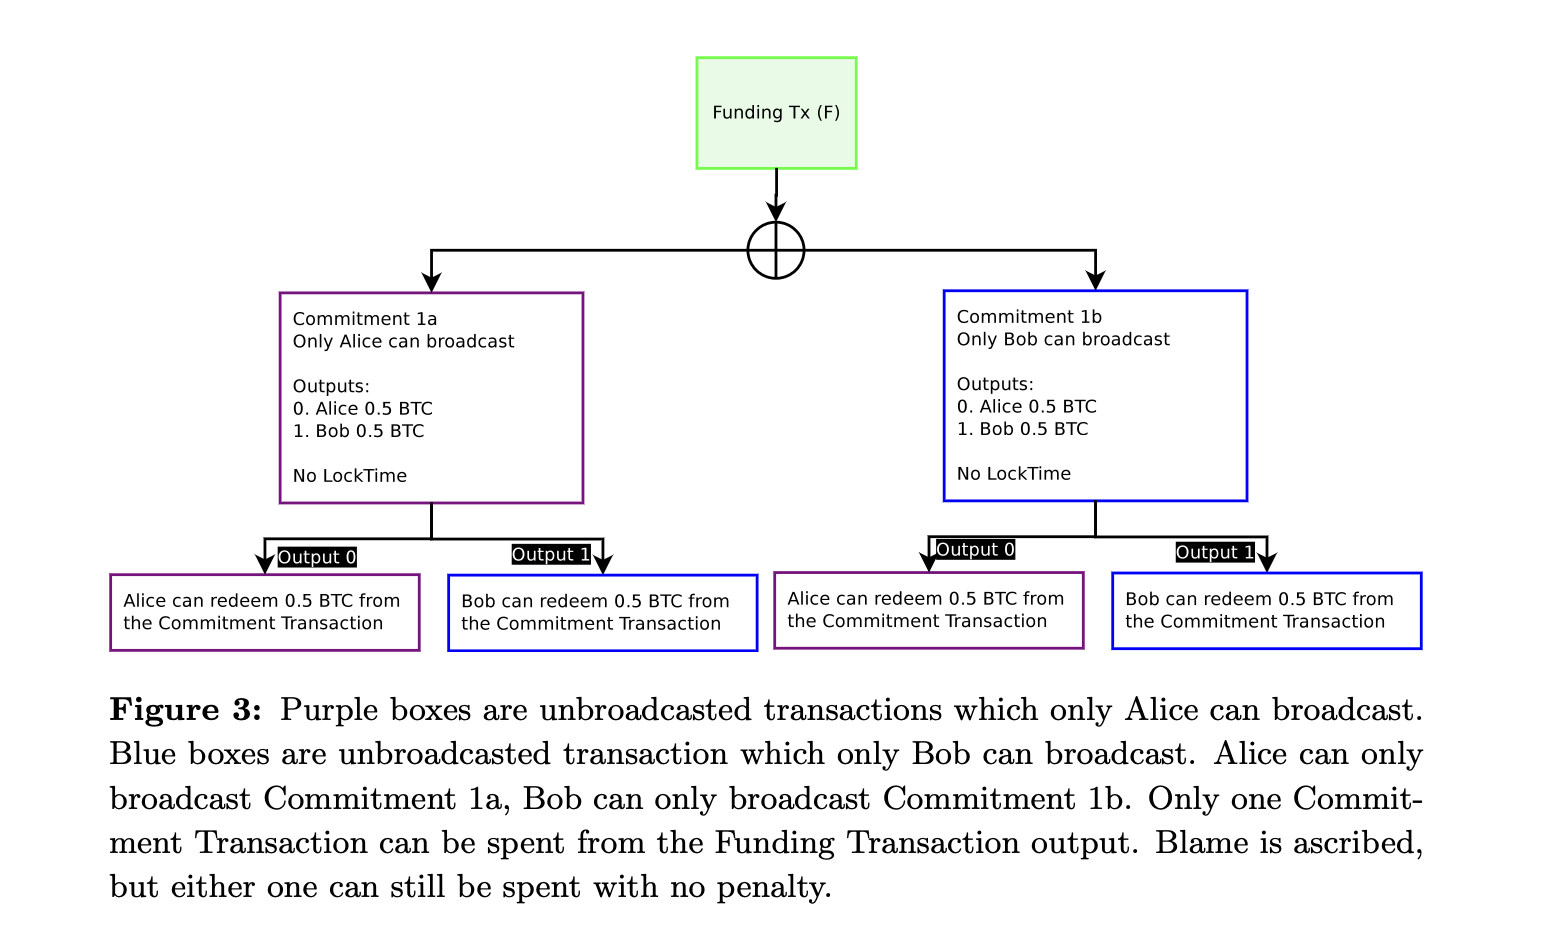 Funding Tx (F)
Commitment 1a
Only Alice can broadcast
Outputs:
0. Alice 0.5 BTC
1. Bob 0.5 BTC
No LockTime
Commitment 1b
Only Bob can broadcast
Outputs:
0. Alice 0.5 BTC
1. Bob 0.5 BTC
No LockTime
Output 0
Output 1
Output 0
Output 1
Alice can redeem 0.5 BTC from
the Commitment Transaction
Bob can redeem 0.5 BTC from
the Commitment Transaction
Alice can redeem 0.5 BTC from
the Commitment Transaction
Bob can redeem 0.5 BTC from
the Commitment Transaction
Figure 3: Purple boxes are unbroadcasted transactions which only Alice can broadcast.
Blue boxes are unbroadcasted transaction which only Bob can broadcast. Alice can only
broadcast Commitment 1a, Bob can only broadcast Commitment 1b. Only one Commit-
ment Transaction can be spent from the Funding Transaction output. Blame is ascribed,
but either one can still be spent with no penalty.